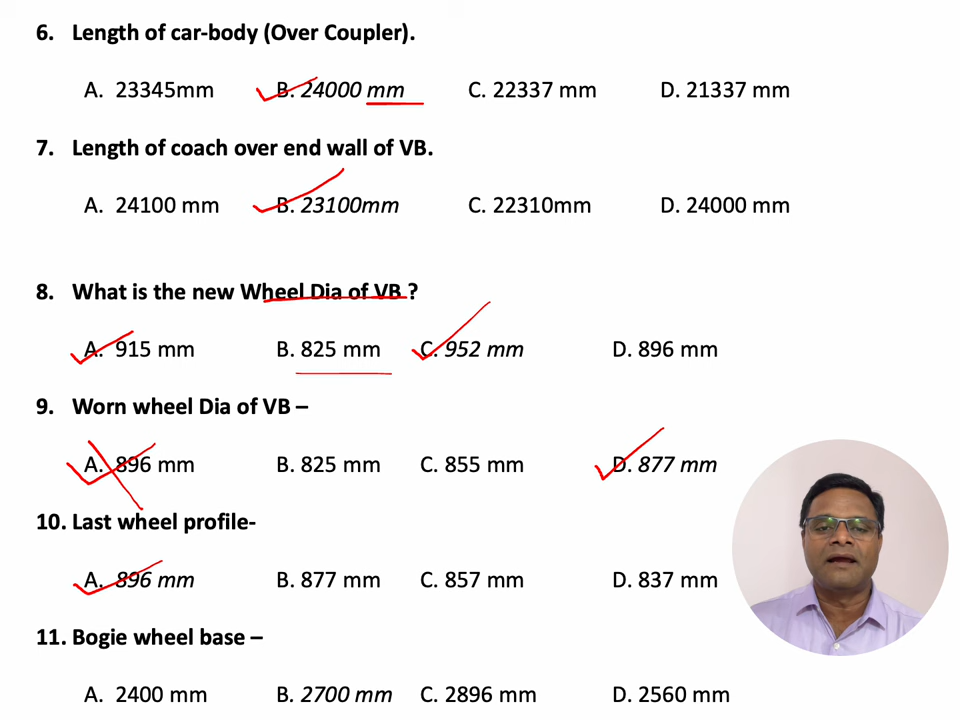 6. Length of car-body (Over Coupler).
A. 23345mm B. 24000 mm C. 22337 mm D. 21337 mm
7. Length of coach over end wall of VB.
A. 24100 mm B. 23100mm C. 22310mm D. 24000 mm
8. What is the new Wheel Dia of VB ?
A. 915 mm B. 825 mm C. 952 mm D. 896 mm
9. Worn wheel Dia of VB –
A. 896 mm B. 825 mm C. 855 mm D. 877 mm
10. Last wheel profile-
A. 896 mm B. 877 mm C. 857 mm D. 837 mm
11. Bogie wheel base –
A. 2400 mm B. 2700 mm C. 2896 mm D. 2560 mm